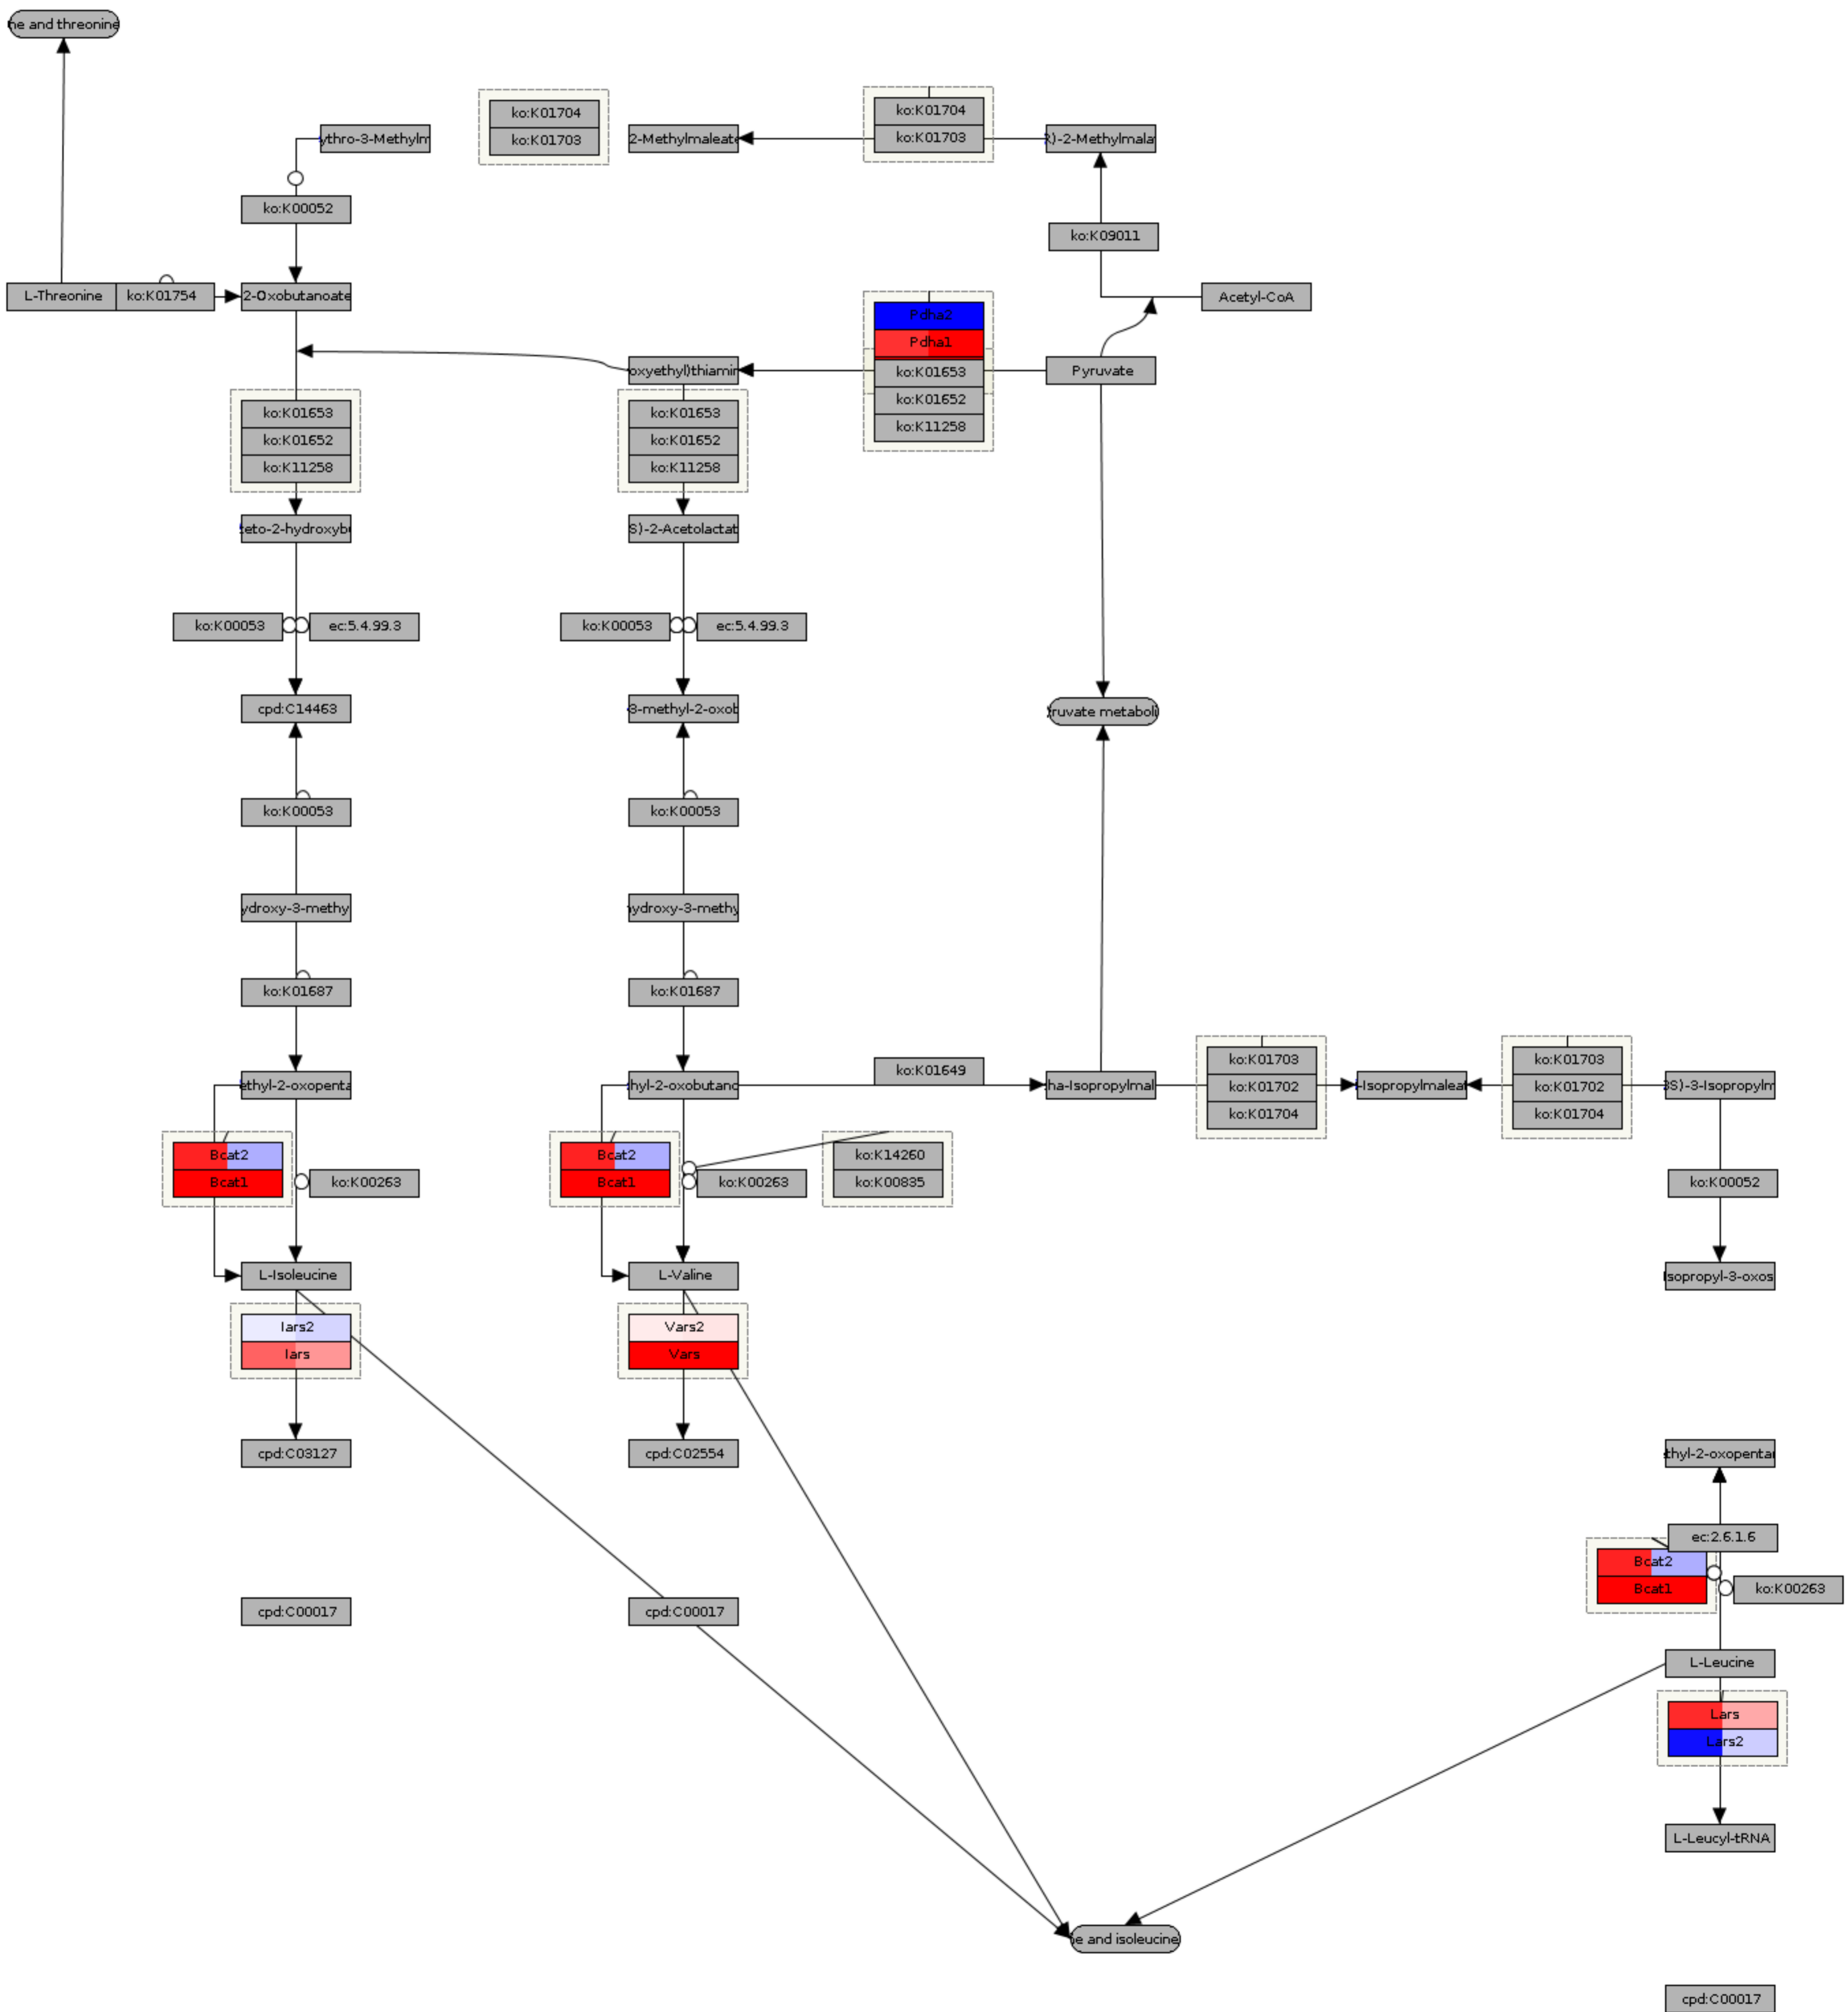 ne and threonine
ko:K01704
ko:K01703
ko:K01704
ko:K01703
ythro-3-Methylm
2-Methylmaleate
R)-2-Methylmalat
ko:K00052
ko:K09011
L-Threonine
ko:K01754
2-Oxobutanoate
Acetyl-CoA
Pdha2
Pdha1
ko:K01653
ko:K01652
ko:K11258
oxyethyl)thiamin
Pyruvate
ko:K01653
ko:K01652
ko:K11258
ko:K01653
ko:K01652
ko:K11258
ceto-2-hydroxybu
S)-2-Acetolactat
ko:K00053
ec:5.4.99.3
ko:K00053
ec:5.4.99.3
cpd:C14463
3-methyl-2-oxob
ruvate metaboli
ko:K00053
ko:K00053
ydroxy-3-methy
ydroxy-3-methy
ko:K01687
ko:K01687
ethyl-2-oxopenta
hyl-2-oxobutano
ko:K01649
ha-Isopropylmal
ko:K01703
ko:K01702
ko:K01704
-Isopropylmaleat
ko:K01703
ko:K01702
ko:K01704
3S)-3-Isopropylm
Bcat2
Bcat1
ko:K00263
Bcat2
Bcat1
ko:K00263
ko:K14260
ko:K00835
ko:K00052
L-Isoleucine
L-Valine
Isopropyl-3-oxos
Iars2
Iars
Vars2
Vars
cpd:C03127
cpd:C02554
thyl-2-oxopentan
ec:2.6.1.6
Bcat2
Bcat1
ko:K00263
cpd:C00017
cpd:C00017
L-Leucine
Lars
Lars2
L-Leucyl-tRNA
e and isoleucine
cpd:C00017